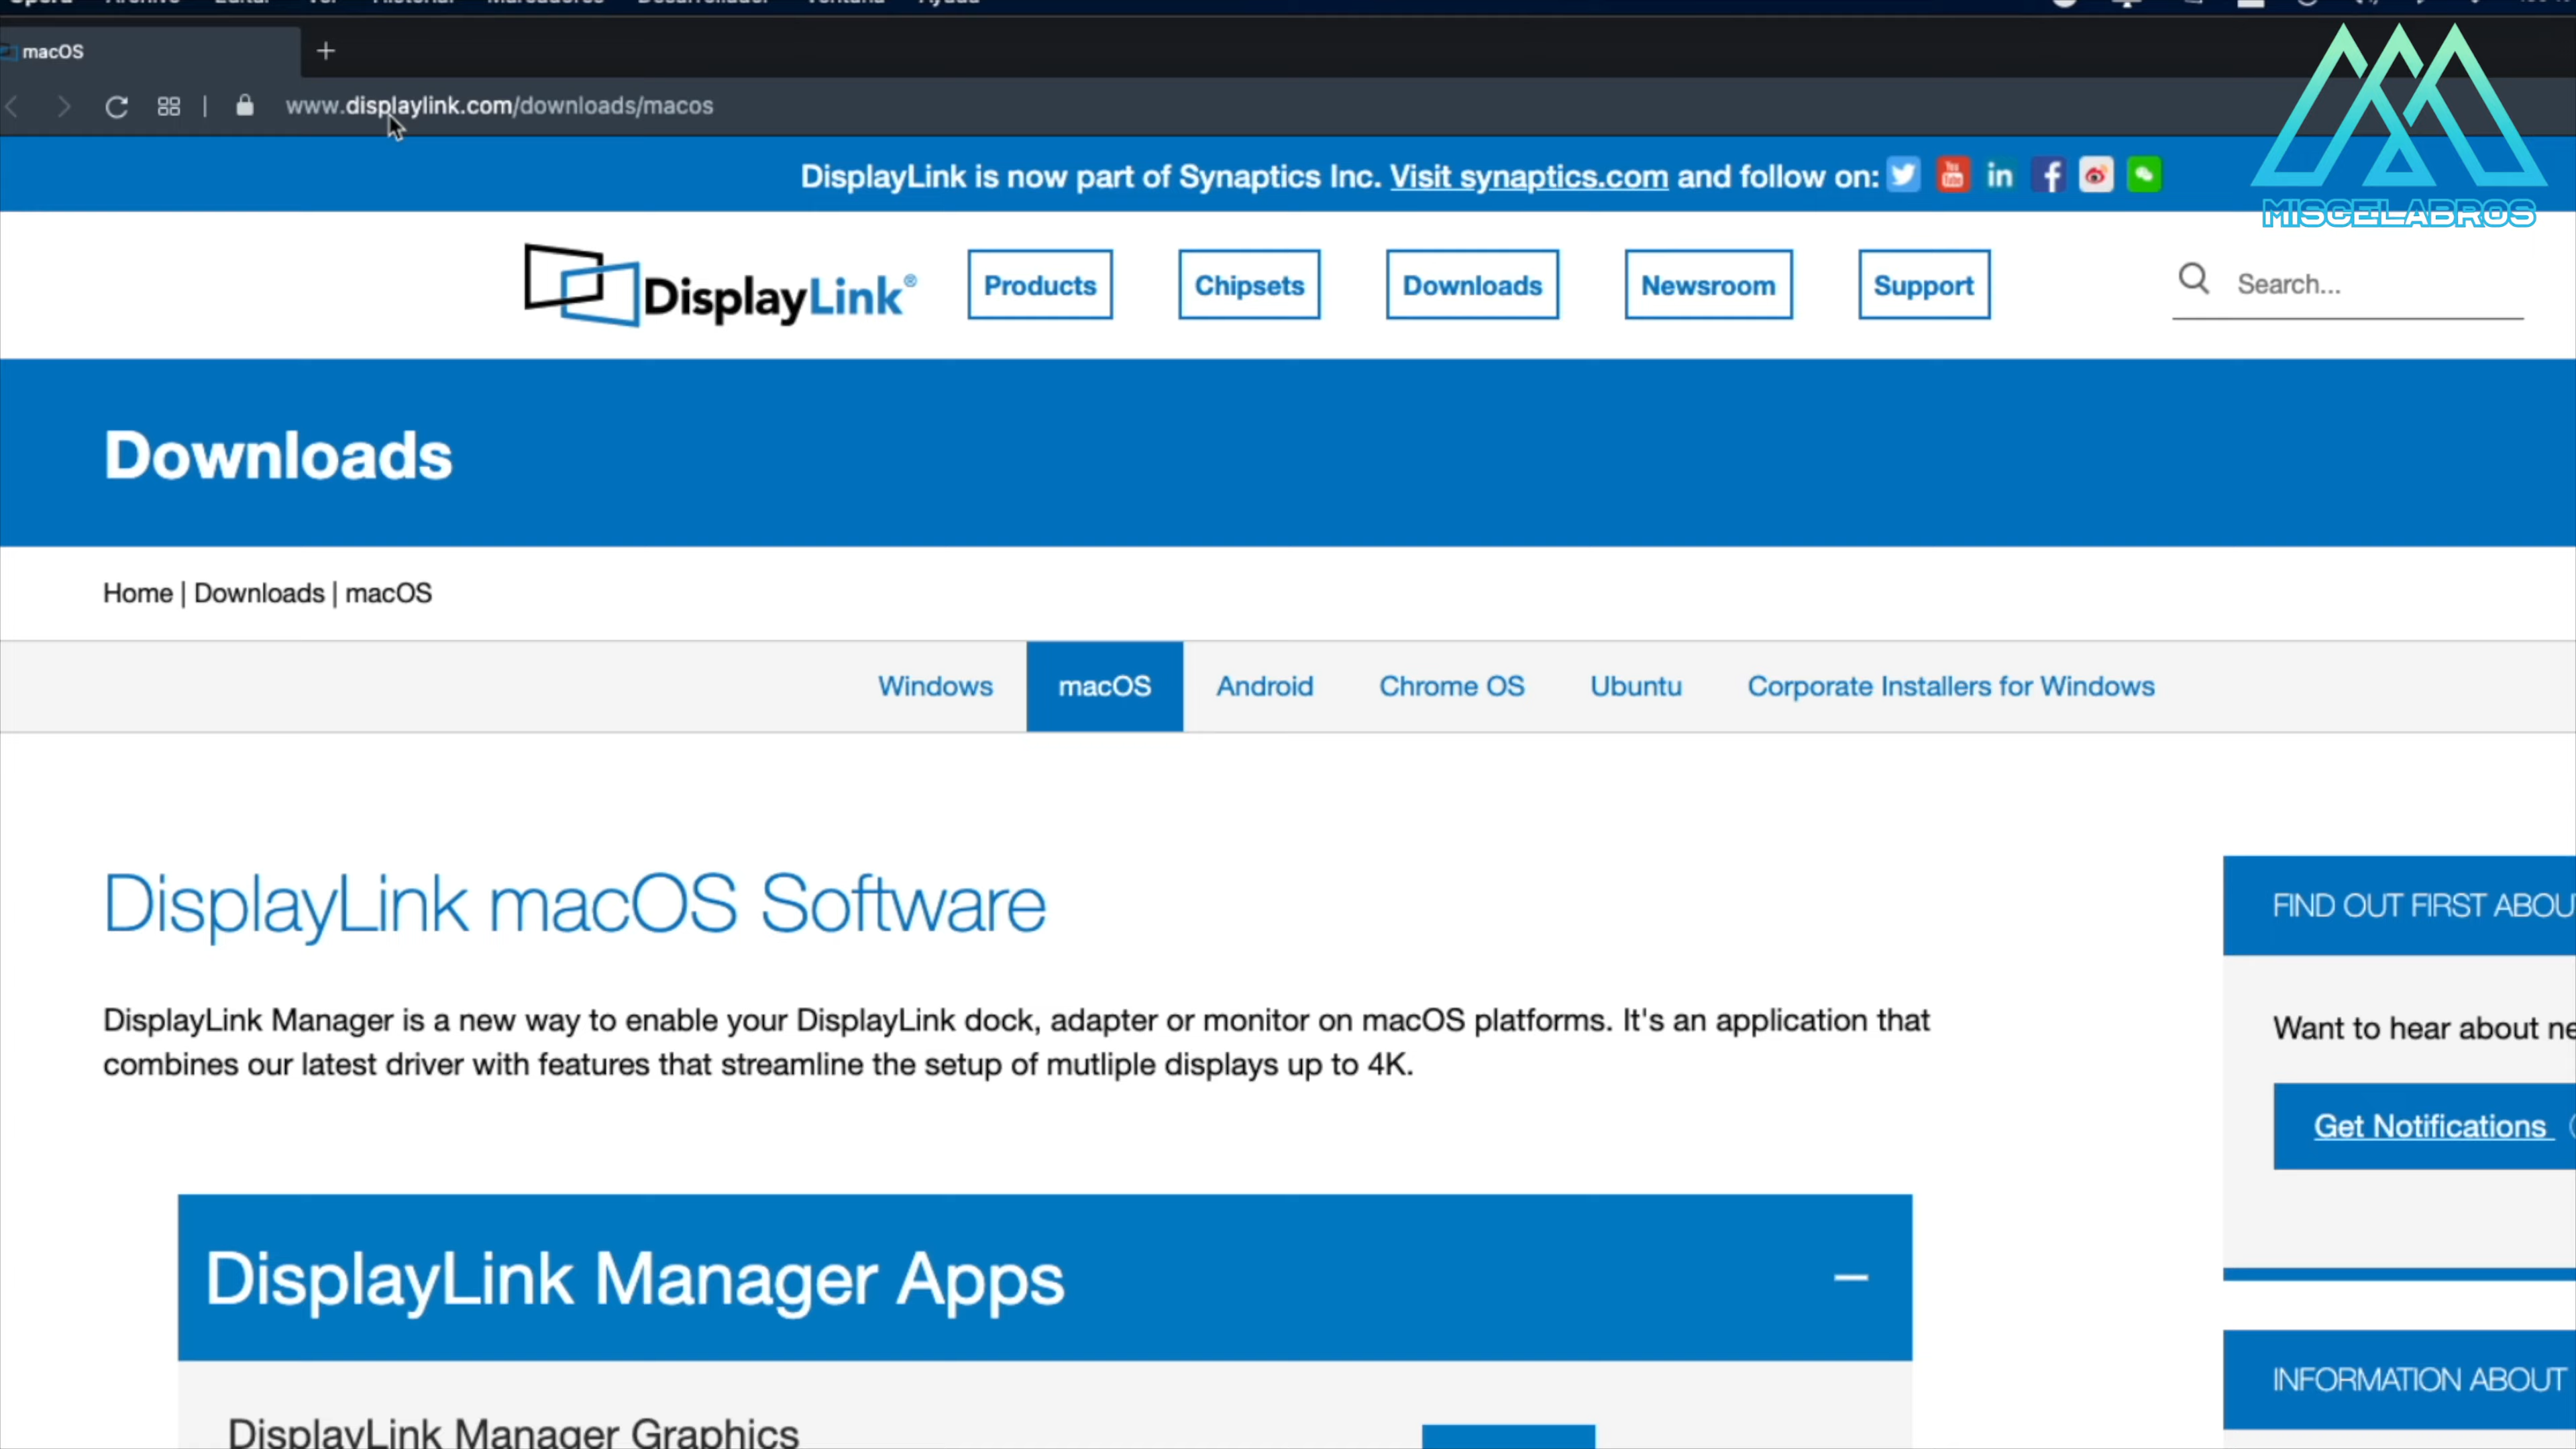 macOS
www.displaylink.com/downloads/macos
DisplayLink is now part of Synaptics Inc. Visit synaptics.com and follow on:
MISCELABROS
DisplayLink®
Products
Chipsets
Downloads
Newsroom
Support
Search...
Downloads
Home | Downloads | macOS
Windows
macOS
Android
Chrome OS
Ubuntu
Corporate Installers for Windows
DisplayLink macOS Software
DisplayLink Manager is a new way to enable your DisplayLink dock, adapter or monitor on macOS platforms. It's an application that
combines our latest driver with features that streamline the setup of mutliple displays up to 4K.
FIND OUT FIRST ABOU
Want to hear about ne
Get Notifications
DisplayLink Manager Apps
DisplayLink Manager Graphics
INFORMATION ABOUT